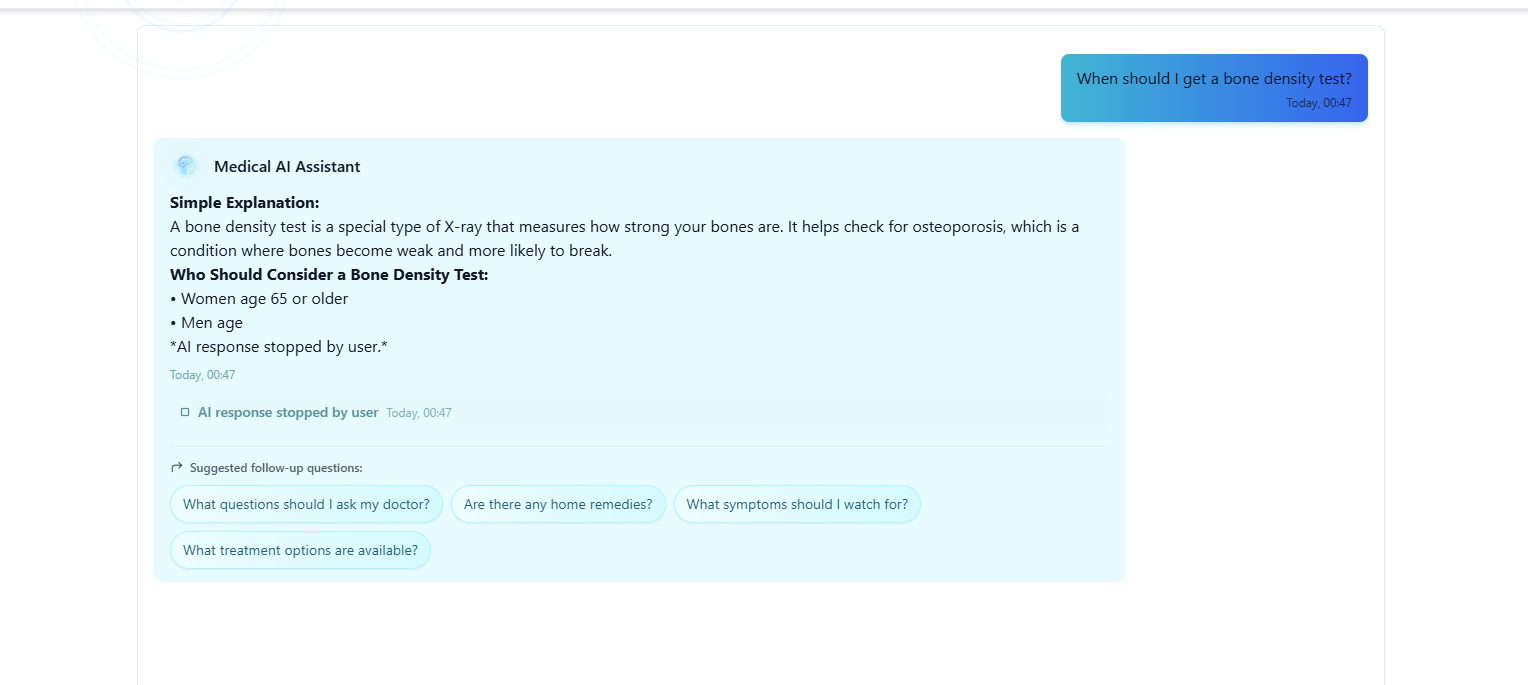 When should I get a bone density test?
Today, 00:47
Medical AI Assistant
Simple Explanation:
A bone density test is a special type of X-ray that measures how strong your bones are. It helps check for osteoporosis, which is a
condition where bones become weak and more likely to break.
Who Should Consider a Bone Density Test:
• Women age 65 or older
• Men age
*AI response stopped by user.*
Today, 00:47
AI response stopped by user Today, 00:47
Suggested follow-up questions:
What questions should I ask my doctor? Are there any home remedies? What symptoms should I watch for?
What treatment options are available?